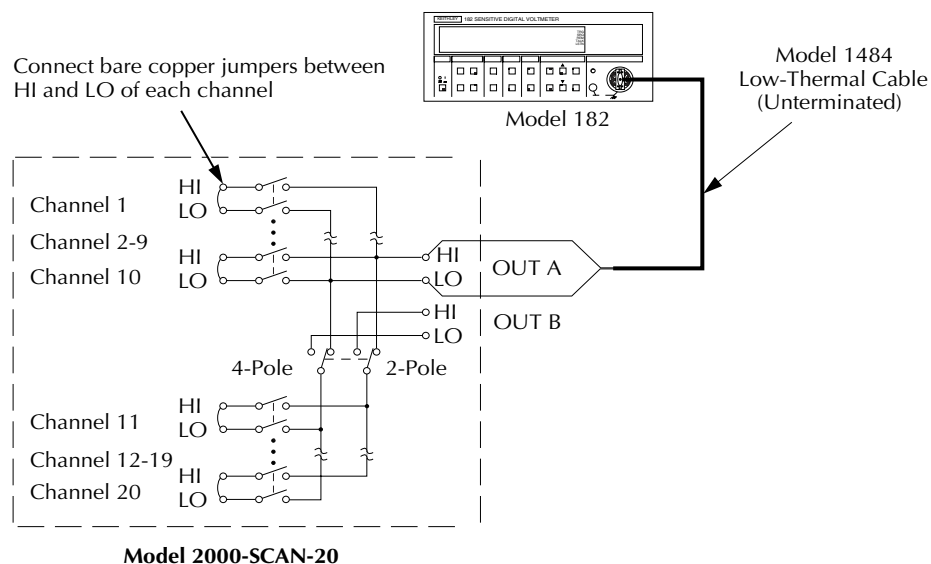 KEITHLEY 182 SENSITIVE DIGITAL VOLTMETER
Connect bare copper jumpers between
HI and LO of each channel
Model 182
Model 1484
Low-Thermal Cable
(Unterminated)
Channel 1
HI
LO
Channel 2-9
Channel 10
HI
LO
HI
LO
OUT A
HI
LO
OUT B
4-Pole
2-Pole
Channel 11
HI
LO
Channel 12-19
Channel 20
HI
LO
Model 2000-SCAN-20